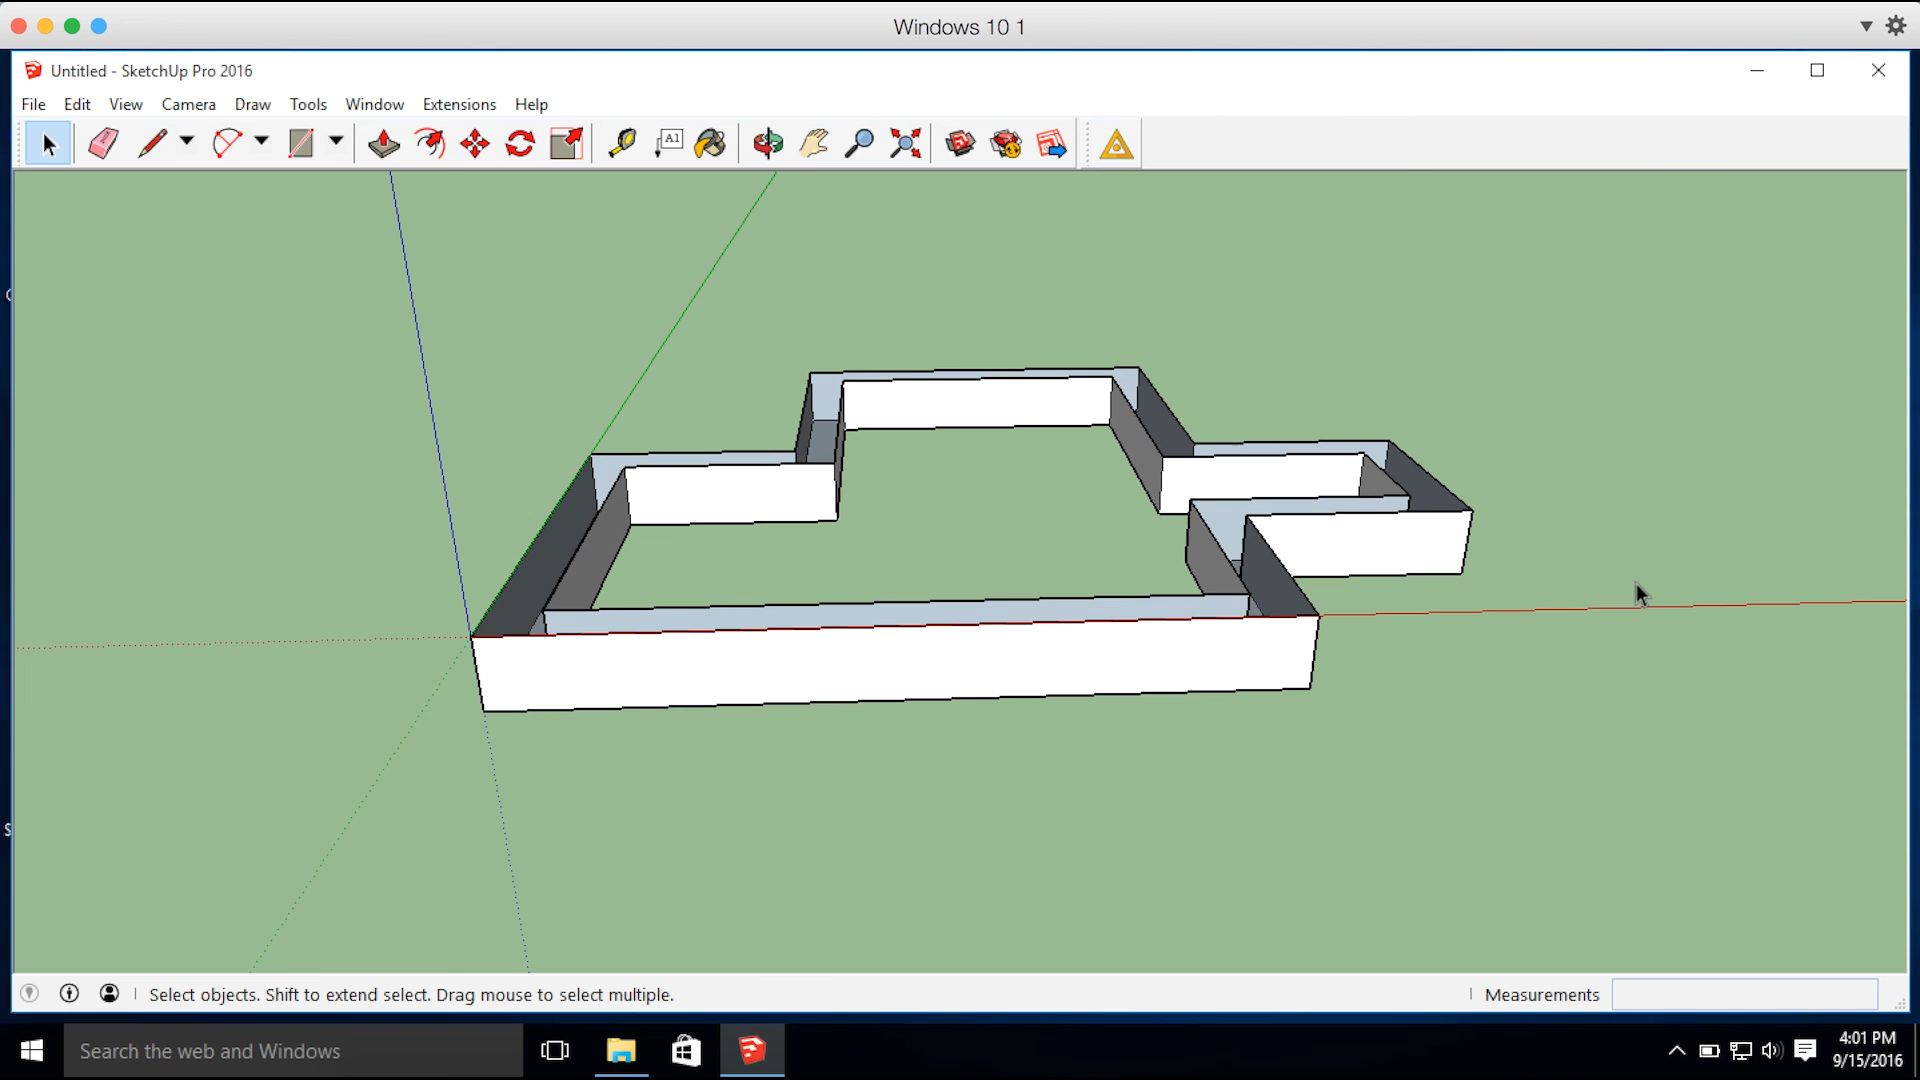 Windows 10 1
Untitled - SketchUp Pro 2016
File Edit View Camera Draw Tools Window Extensions Help
A1
Select objects. Shift to extend select. Drag mouse to select multiple.
Measurements
Search the web and Windows
4:01 PM
9/15/2016